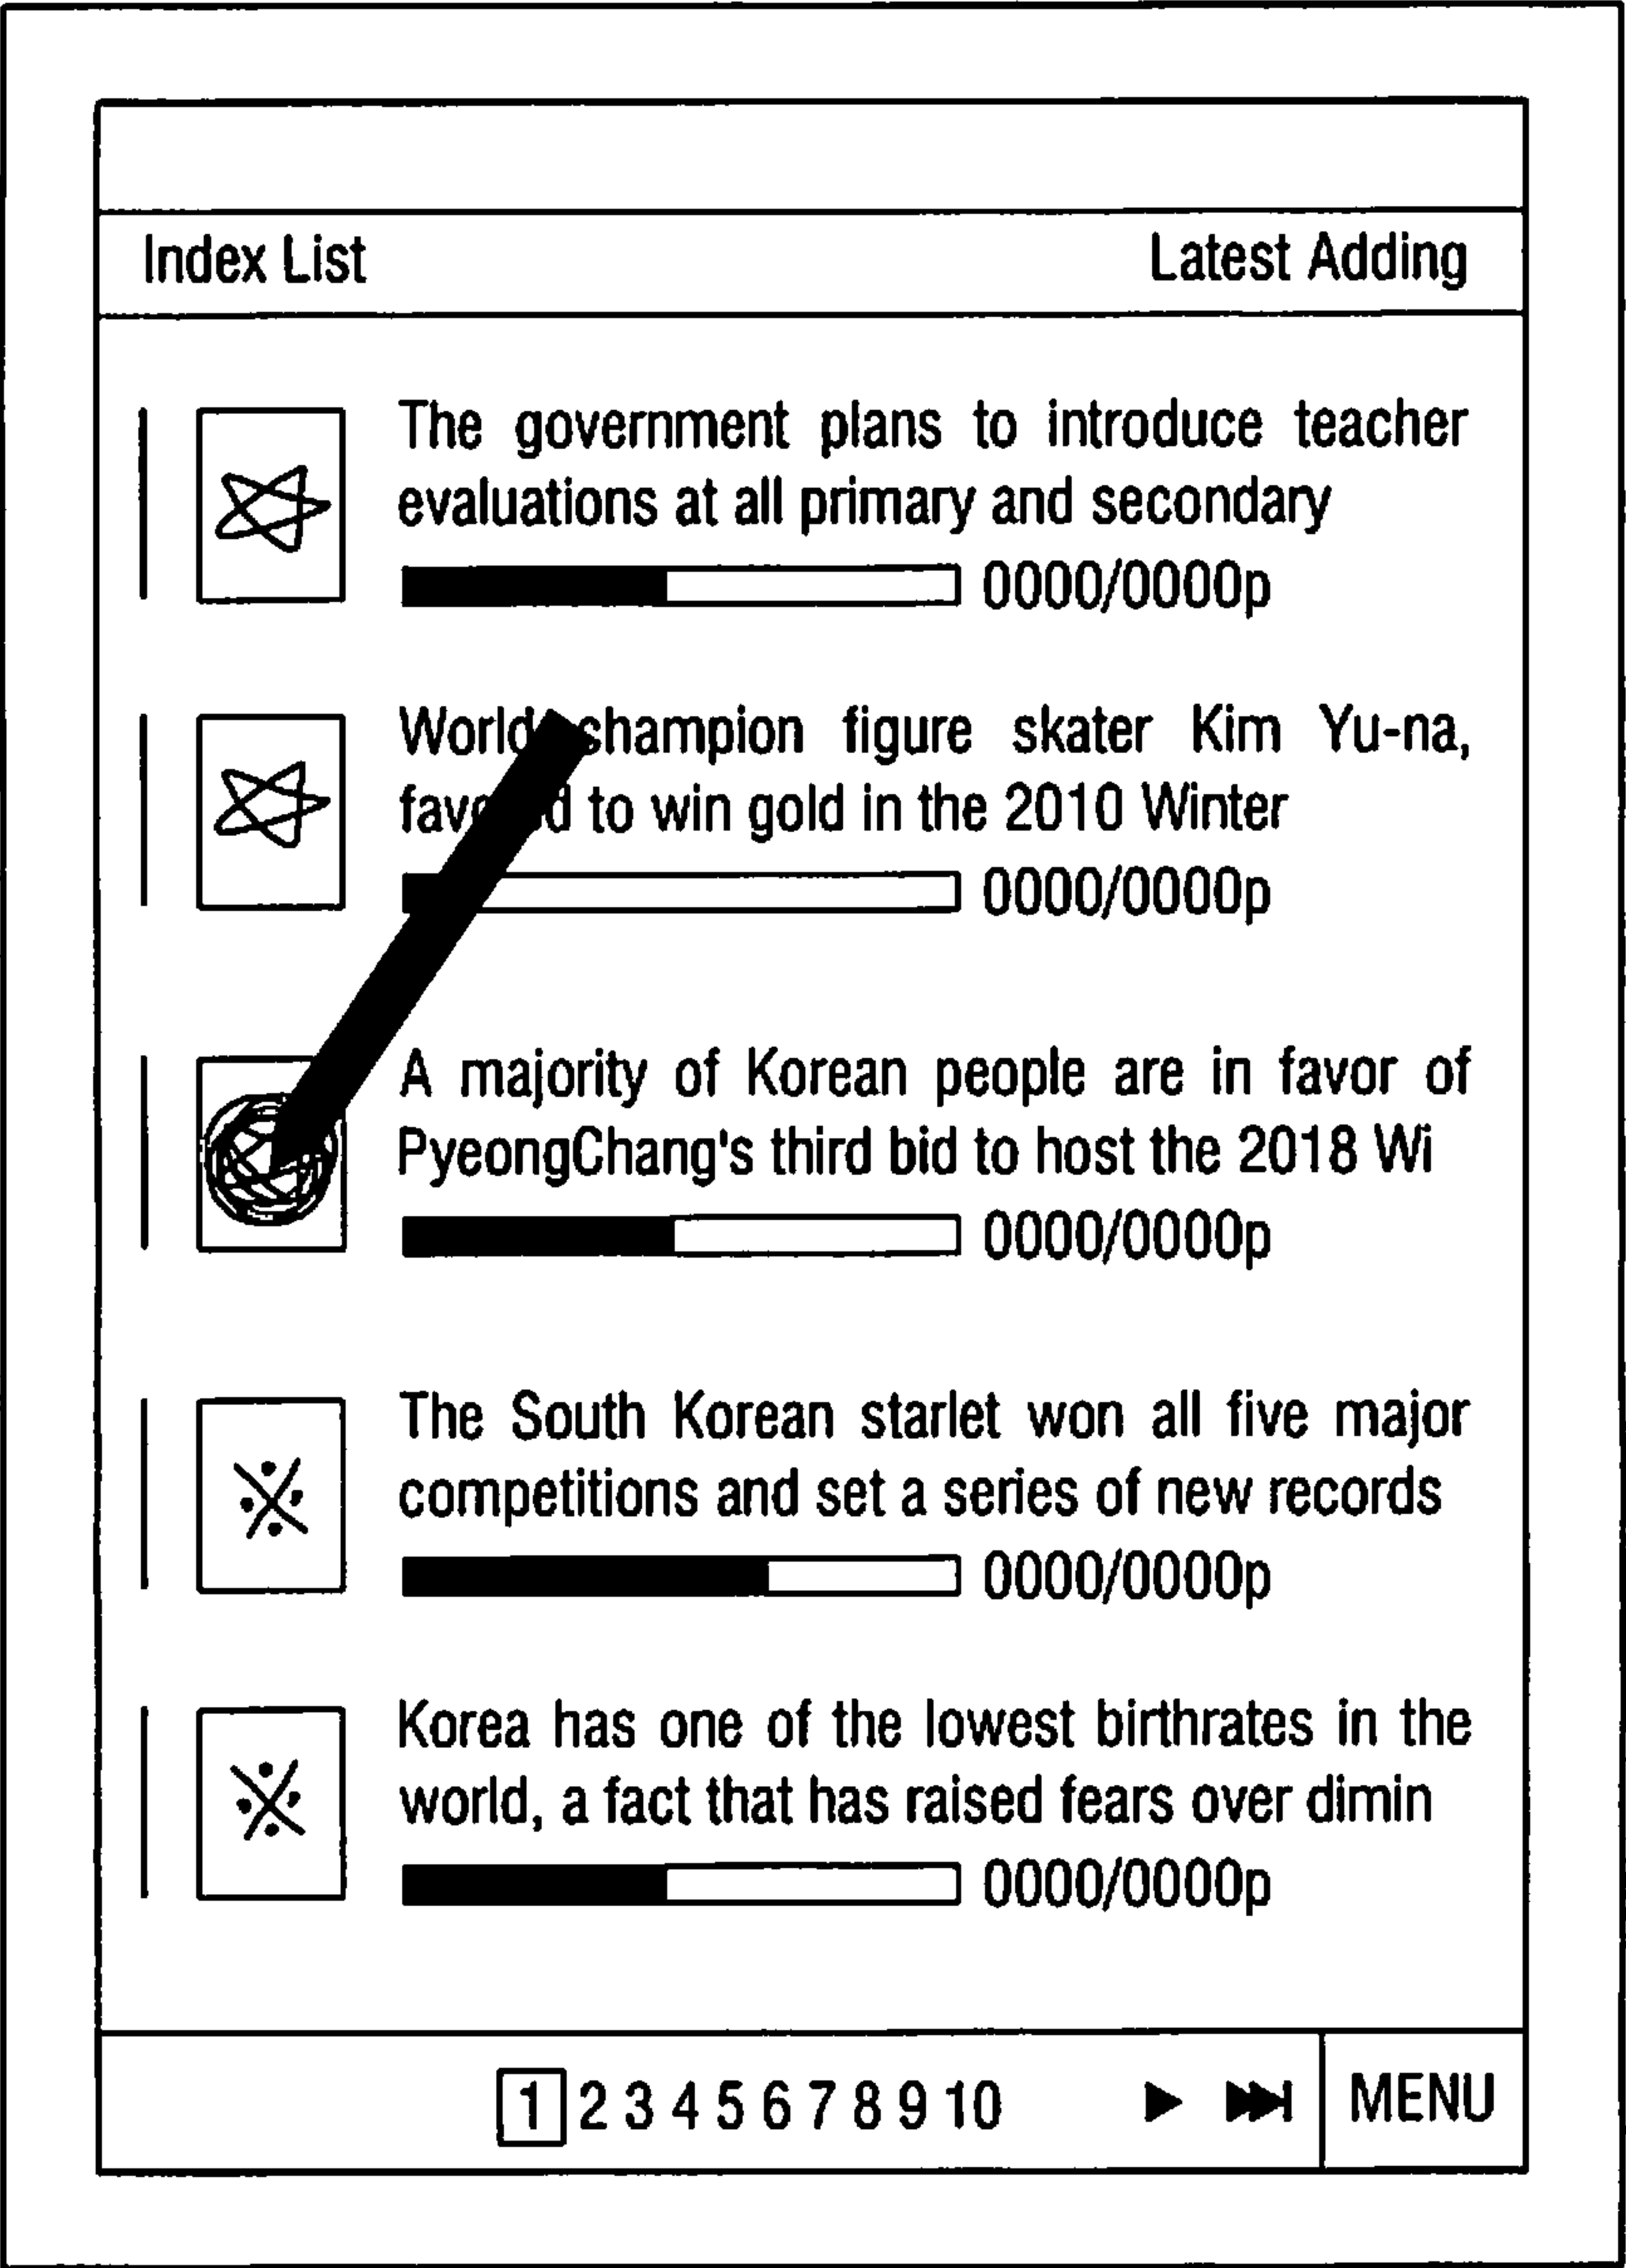 Index List Latest Adding
The government plans to introduce teacher
evaluations at all primary and secondary
0000/0000p
World champion figure skater Kim Yu-na,
to win gold in the 2010 Winter
0000/0000p
A majority of Korean people are in favor of
PyeongChang's third bid to host the 2018 Wi
0000/0000p
The South Korean starlet won all five major
competitions and set a series of new records
0000/0000p
Korea has one of the lowest birthrates in the
world, a fact that has raised fears over dimin
0000/0000p
1 2 3 4 5 6 7 8 9 10 MENU